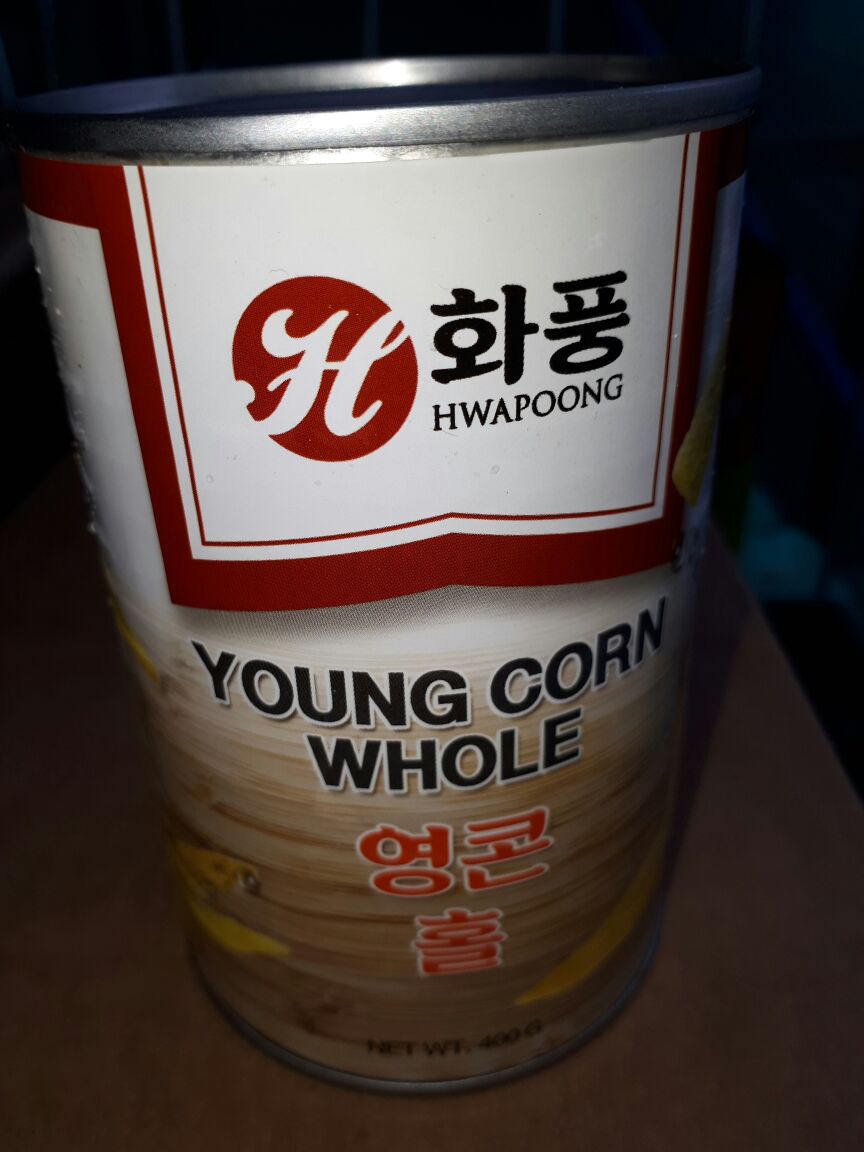 H
화풍
HWAPOONG
YOUNG CORN
WHOLE
영콘
홀
NET WT. 400 G